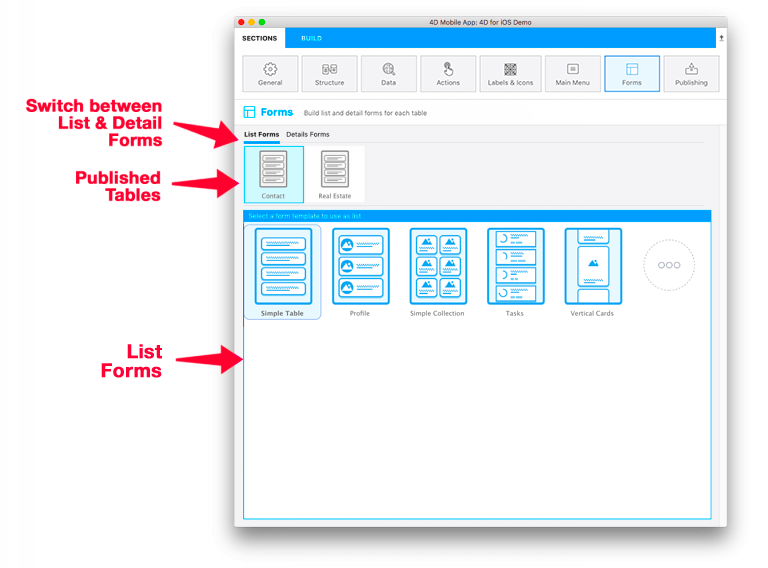 4D Mobile App: 4D for iOS Demo
SECTIONS BUILD
General Structure Data Actions Labels & Icons Main Menu Forms Publishing
Forms Build list and detail forms for each table
Switch between
List & Detail
Forms
List Forms Details Forms
Published
Tables
Contact Real Estate
Select a form template to use as list
Simple Table Profile Simple Collection Tasks Vertical Cards
List
Forms